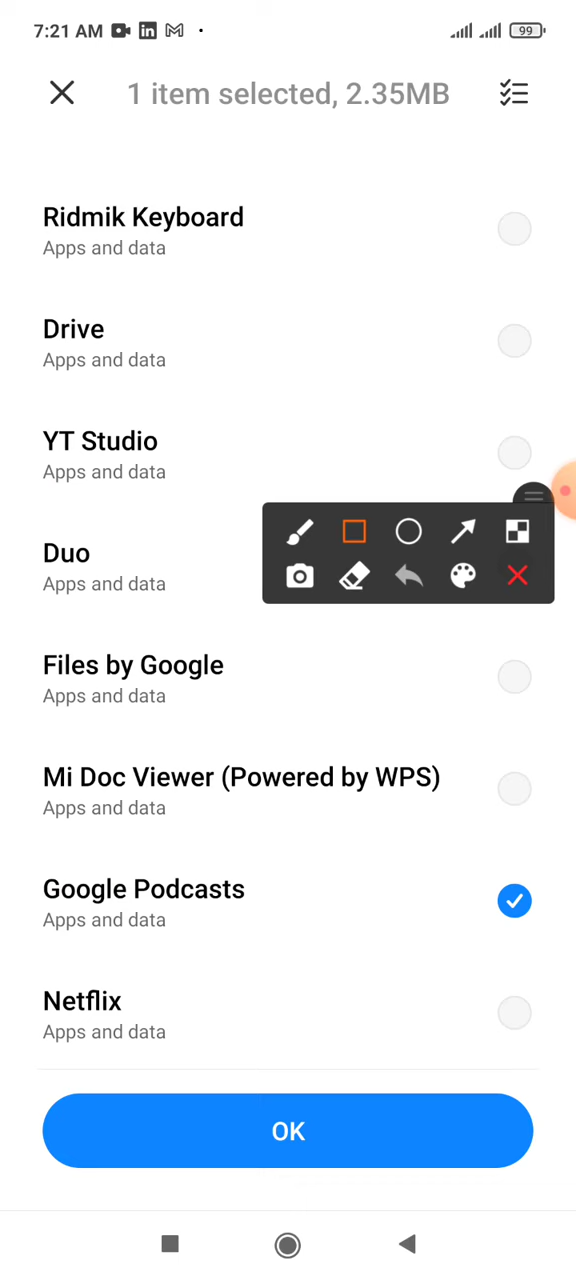 7:21 AM
99
1 item selected, 2.35MB
Ridmik Keyboard
Apps and data
Drive
Apps and data
YT Studio
Apps and data
Duo
Apps and data
Files by Google
Apps and data
Mi Doc Viewer (Powered by WPS)
Apps and data
Google Podcasts
Apps and data
Netflix
Apps and data
OK